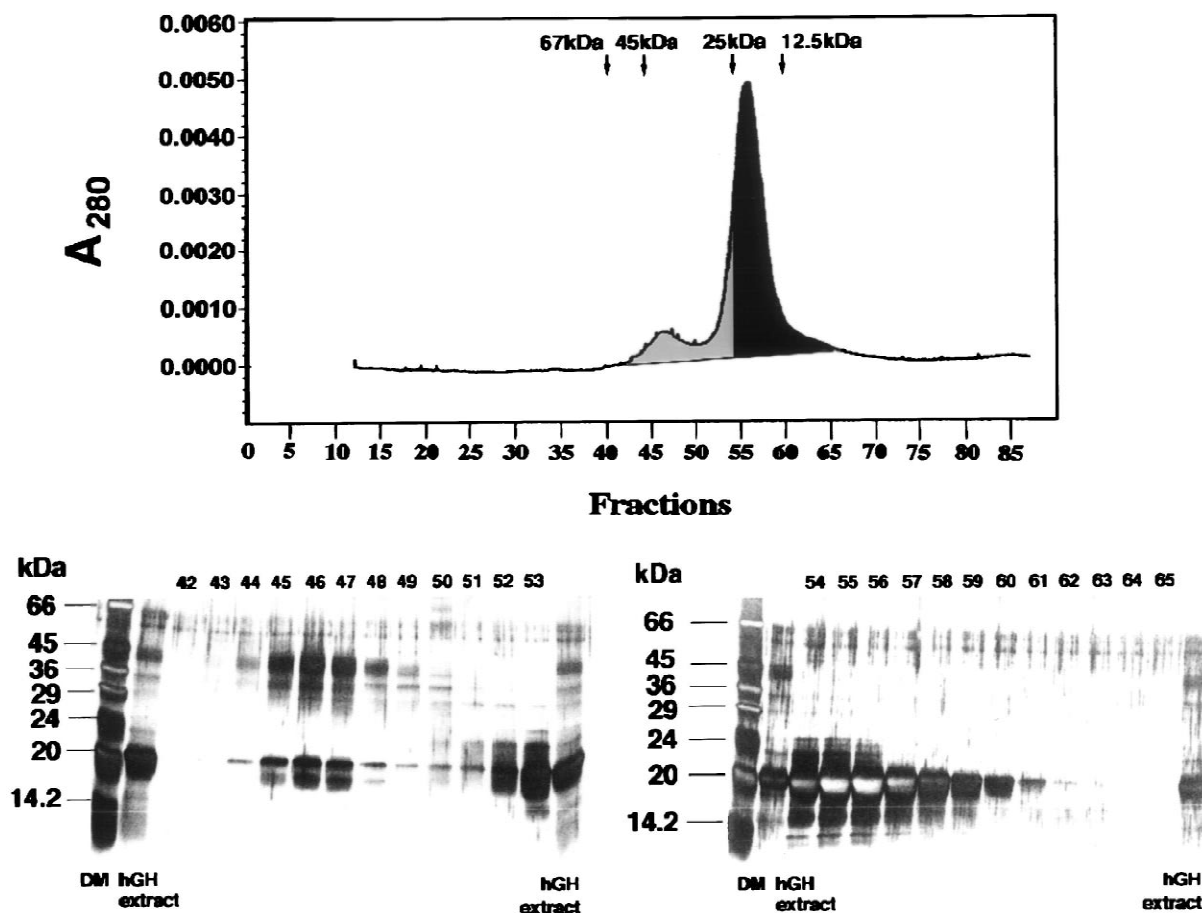 67kDa 45kDa 25kDa 12.5kDa
0.0060
0.0050
0.0040
0.0030
0.0020
0.0010
0.0000
A280
0 5 10 15 20 25 30 35 40 45 50 55 60 65 70 75 80 85
Fractions
kDa 42 43 44 45 46 47 48 49 50 51 52 53
66
45
36
29
24
20
14.2
DM hGH extract
hGH extract
kDa 54 55 56 57 58 59 60 61 62 63 64 65
66
45
36
29
24
20
14.2
DM hGH extract
hGH extract